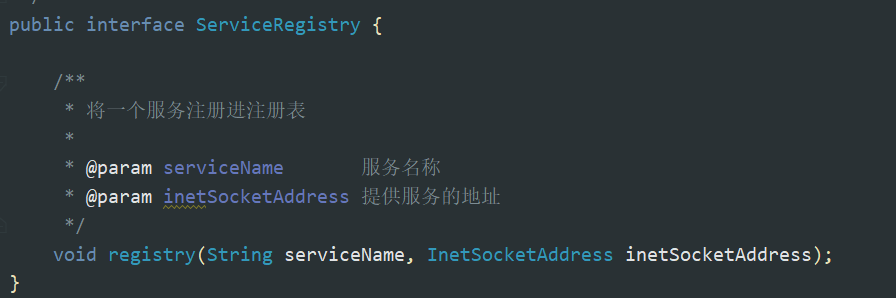 */
public interface ServiceRegistry {
/**
* 将一个服务注册进注册表
*
* @param serviceName 服务名称
* @param inetSocketAddress 提供服务的地址
*/
void registry(String serviceName, InetSocketAddress inetSocketAddress);
}